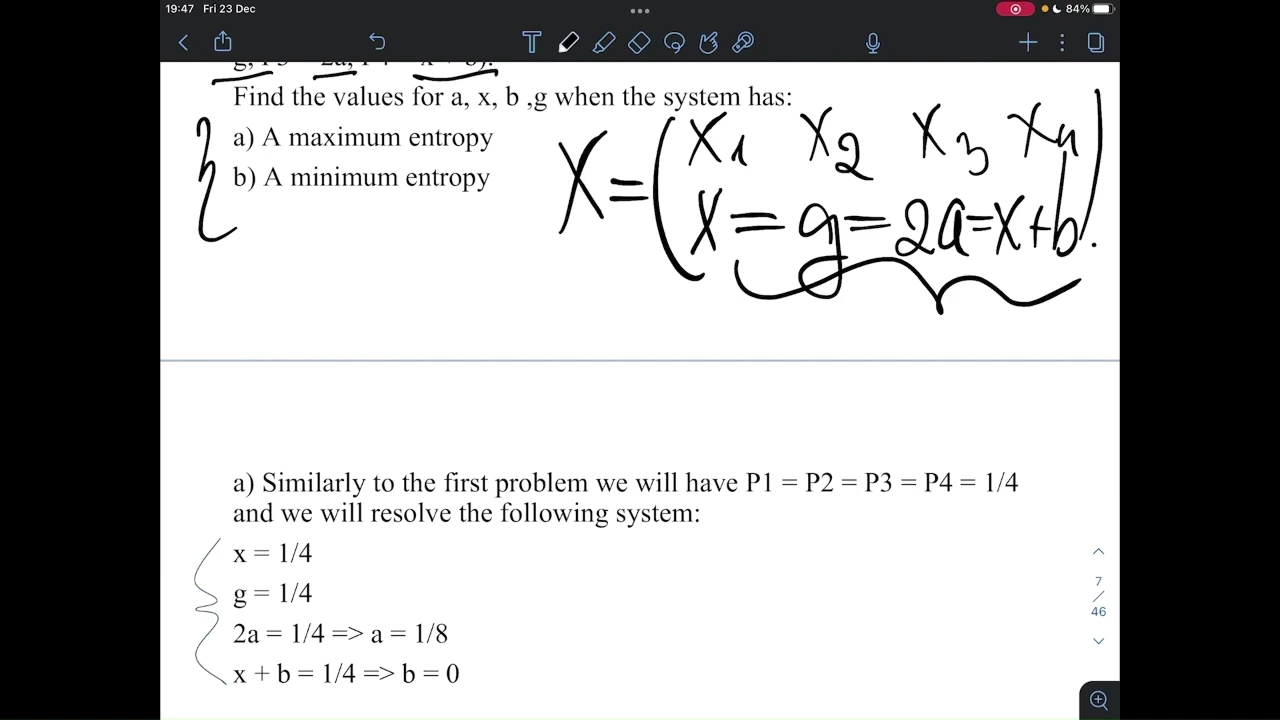 19:47 Fri 23 Dec
84%
g, P3 = 2a, P4 = x + b).
Find the values for a, x, b ,g when the system has:
a) A maximum entropy
b) A minimum entropy
X = ( x1 x2 x3 x4 )
x = g = 2a = x+b.
a) Similarly to the first problem we will have P1 = P2 = P3 = P4 = 1/4
and we will resolve the following system:
x = 1/4
g = 1/4
2a = 1/4 => a = 1/8
x + b = 1/4 => b = 0
7
/
46